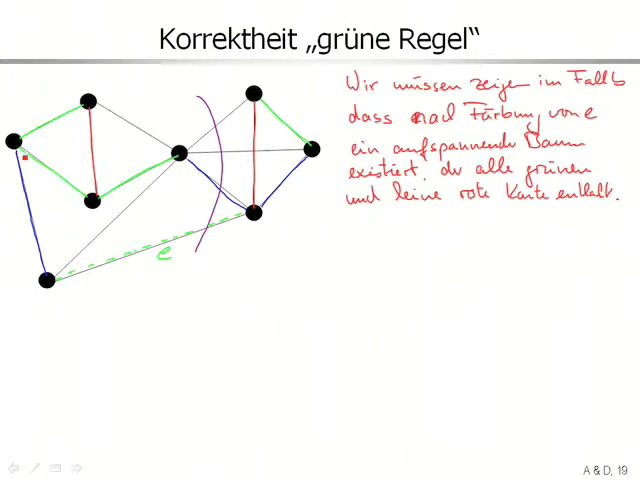 Korrektheit „grüne Regel“
Wir müssen zeigen im Fall b
dass nach Färbung von e
ein aufspannender Baum
existiert, der alle grünen
und keine rote Kante enthält.
e
A & D, 19